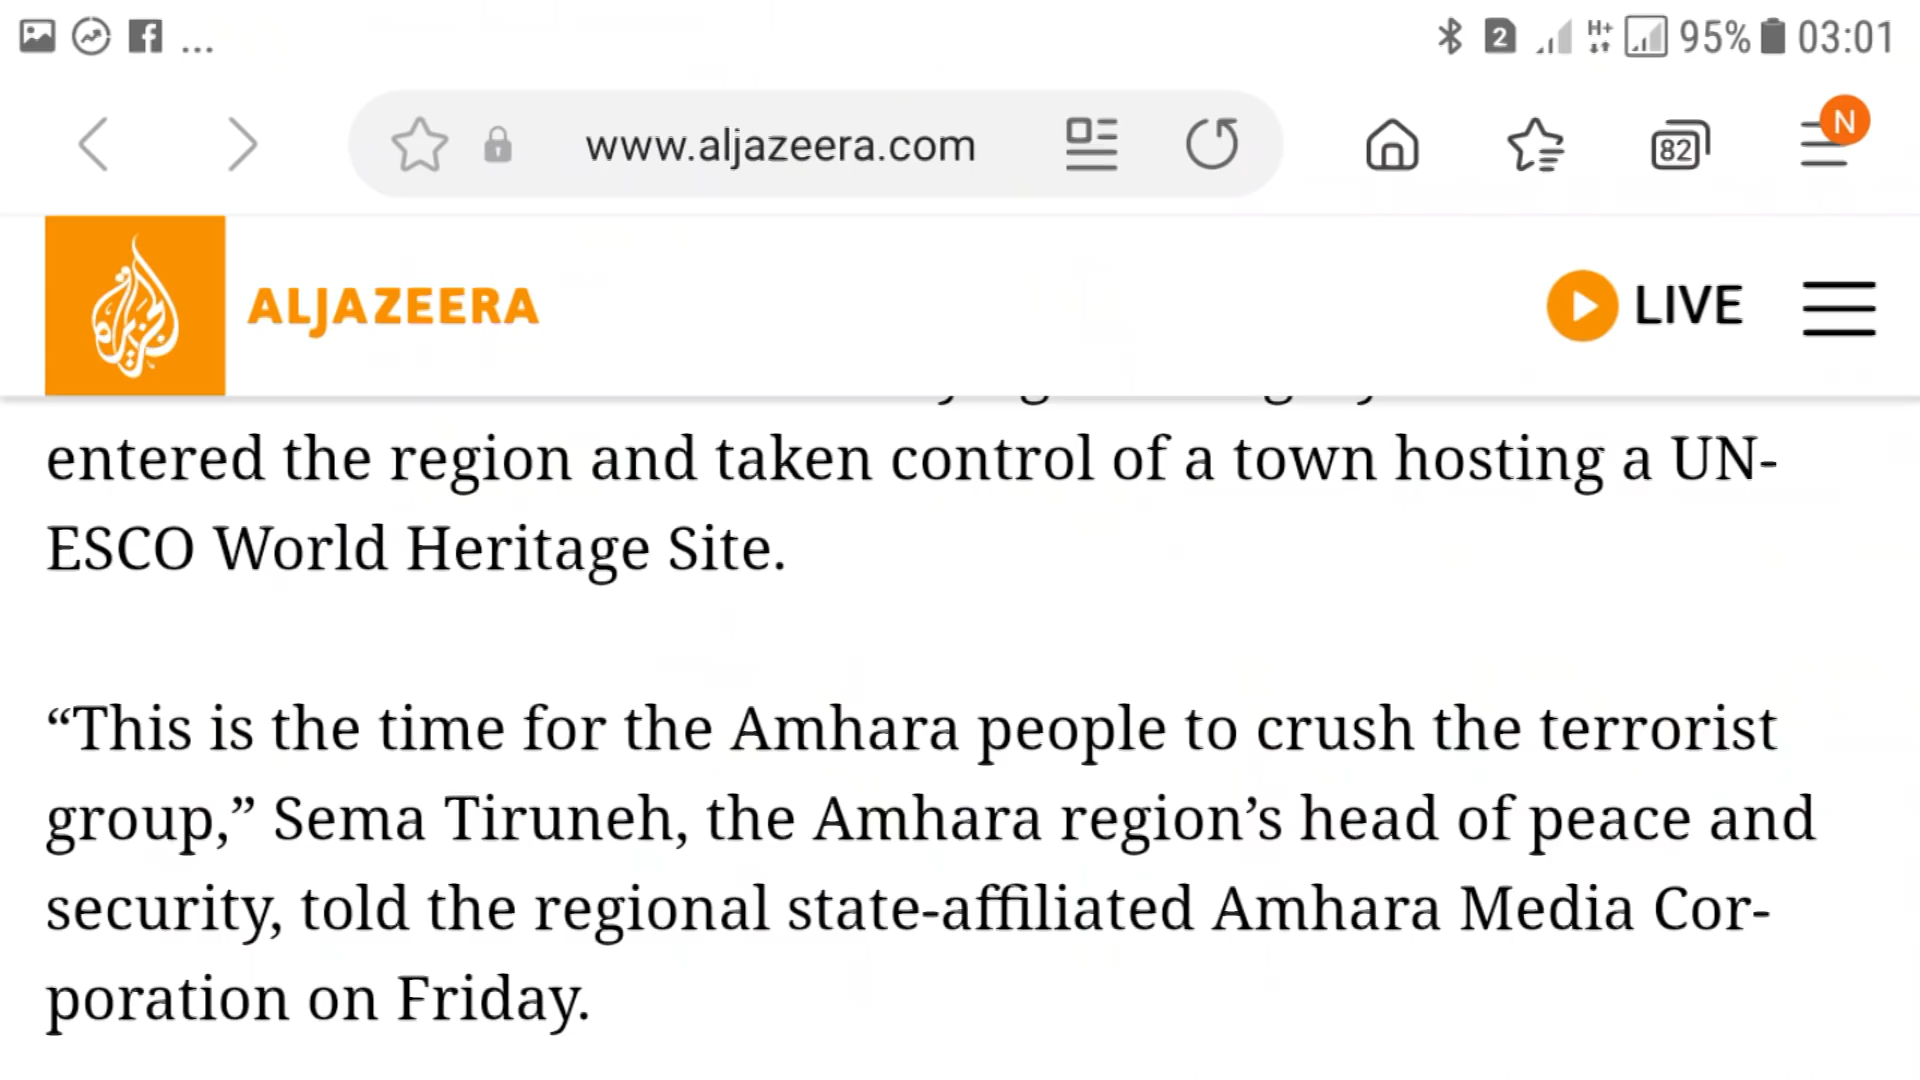 ... 2 H+ 95% 03:01
www.aljazeera.com 82 N
ALJAZEERA LIVE
entered the region and taken control of a town hosting a UN-
ESCO World Heritage Site.
“This is the time for the Amhara people to crush the terrorist
group,” Sema Tiruneh, the Amhara region’s head of peace and
security, told the regional state-affiliated Amhara Media Cor-
poration on Friday.